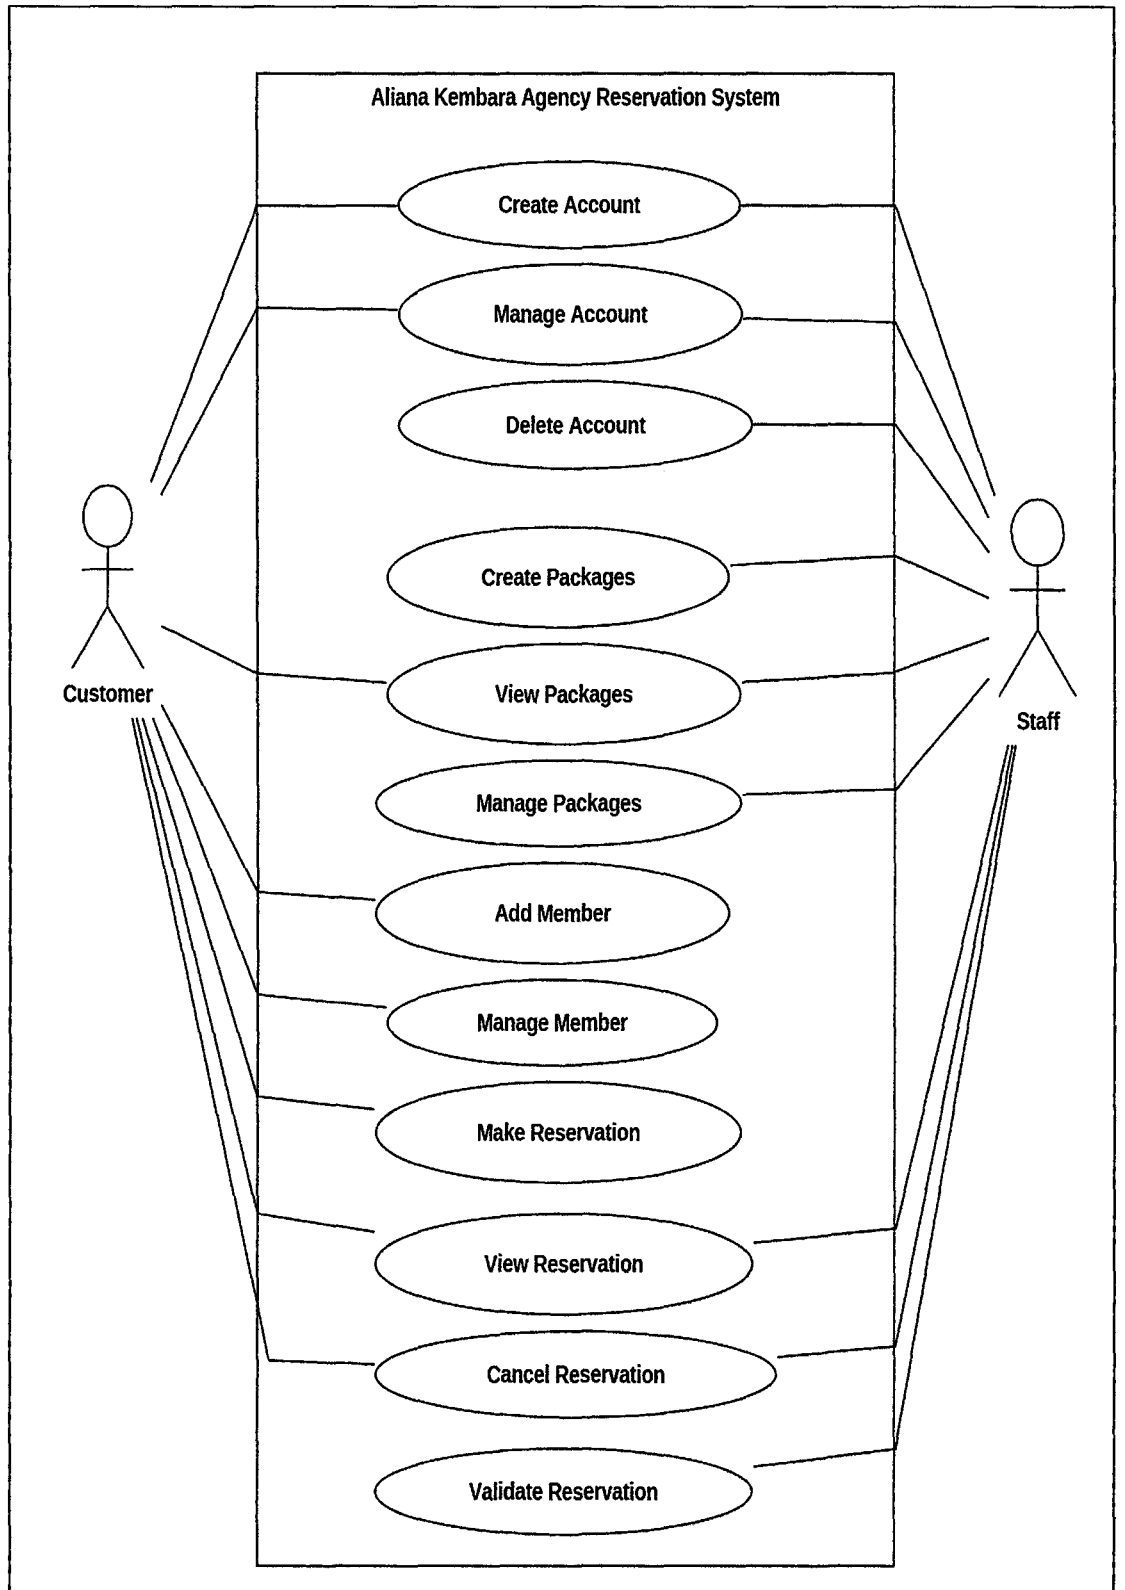 Aliana Kembara Agency Reservation System
Create Account
Manage Account
Delete Account
Create Packages
View Packages
Customer
Staff
Manage Packages
Add Member
Manage Member
Make Reservation
View Reservation
Cancel Reservation
Validate Reservation